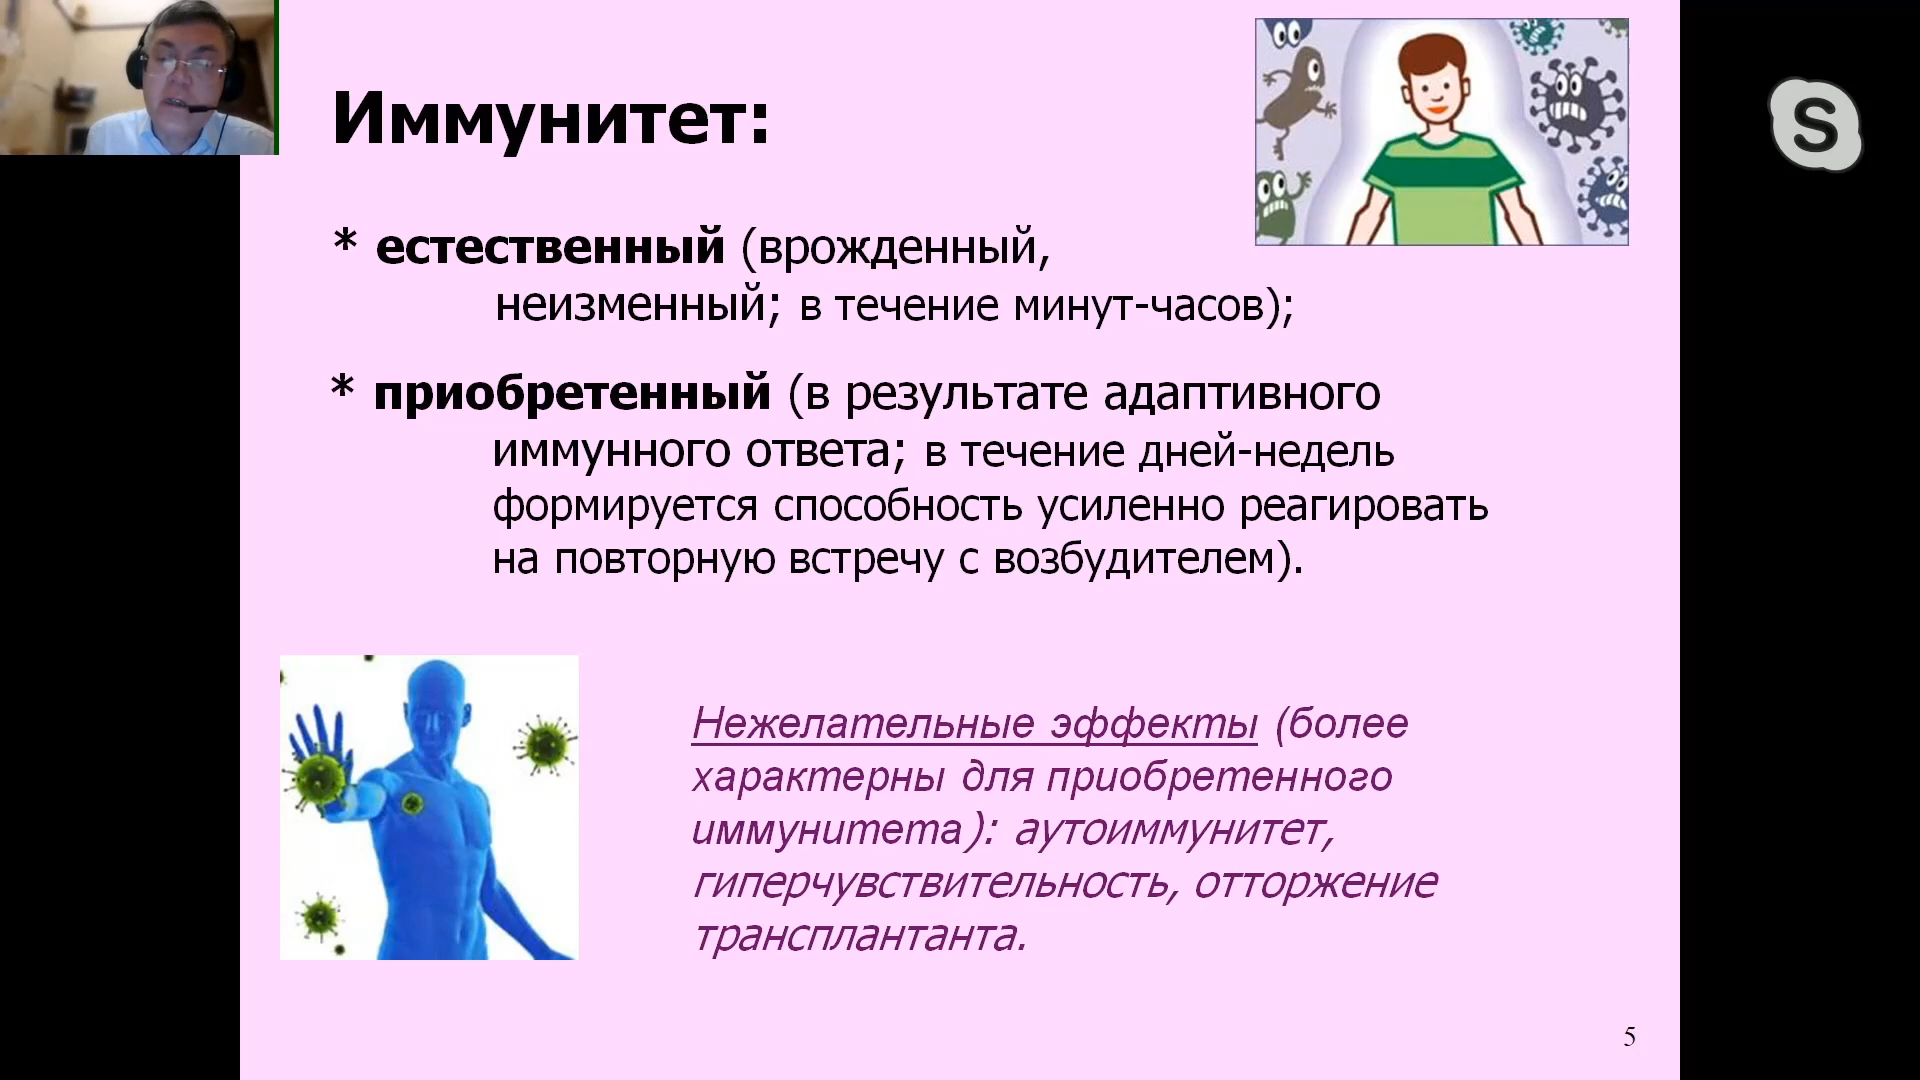 Иммунитет:
* естественный (врожденный,
неизменный; в течение минут-часов);
* приобретенный (в результате адаптивного
иммунного ответа; в течение дней-недель
формируется способность усиленно реагировать
на повторную встречу с возбудителем).
Нежелательные эффекты (более
характерны для приобретенного
иммунитета): аутоиммунитет,
гиперчувствительность, отторжение
трансплантанта.
5
S